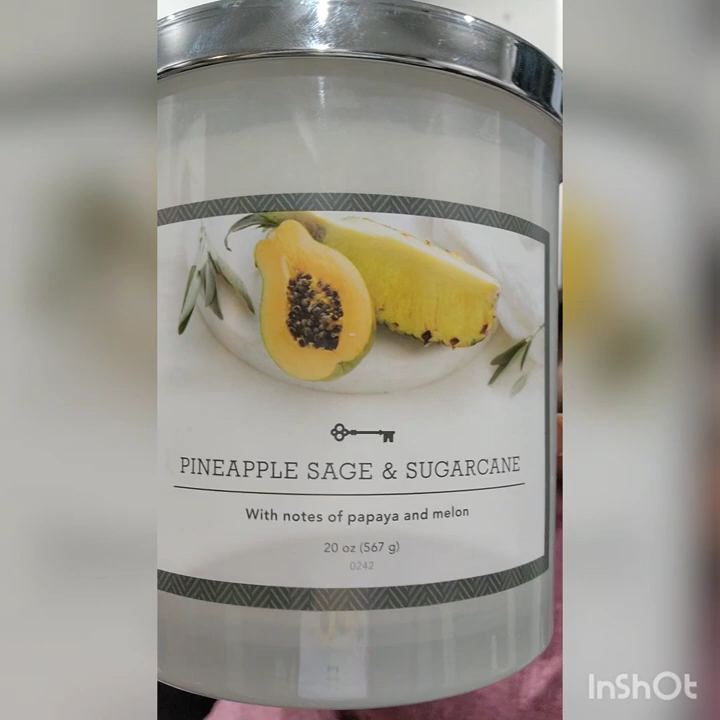 PINEAPPLE SAGE & SUGARCANE
With notes of papaya and melon
20 oz (567 g)
0242
InShOt